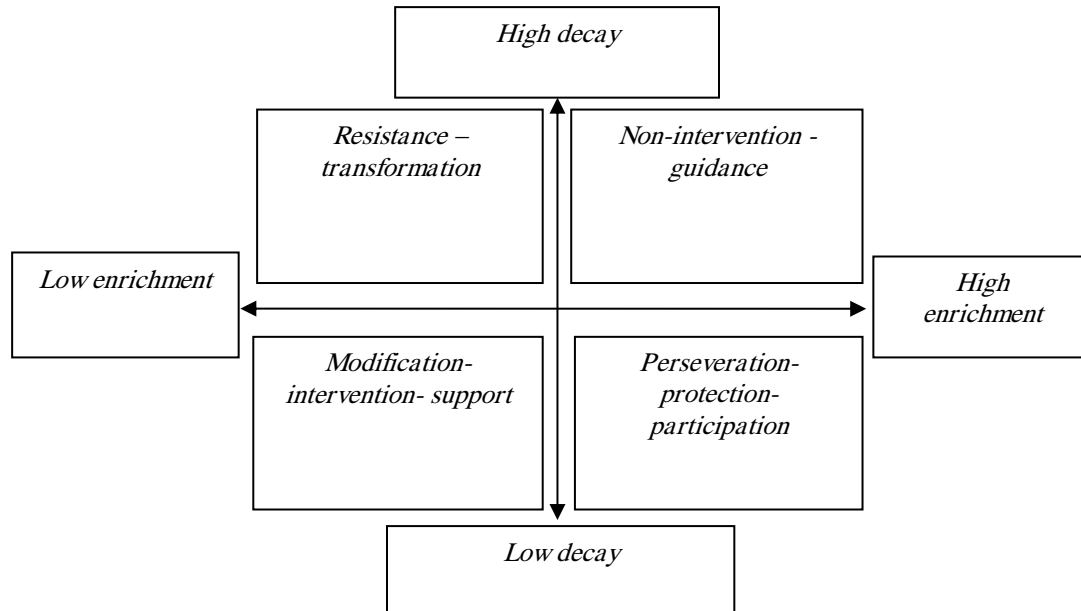 High decay
Resistance –
transformation
Non-intervention -
guidance
Low enrichment
High
enrichment
Modification-
intervention- support
Perseveration-
protection-
participation
Low decay